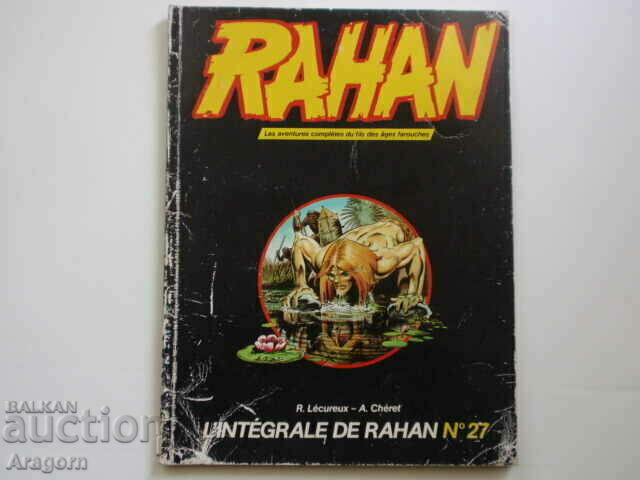 RAHAN
Les aventures complètes du fils des âges farouches
R. Lécureux - A. Chéret
L'INTÉGRALE DE RAHAN N° 27
BALKAN
auction
Aragorn